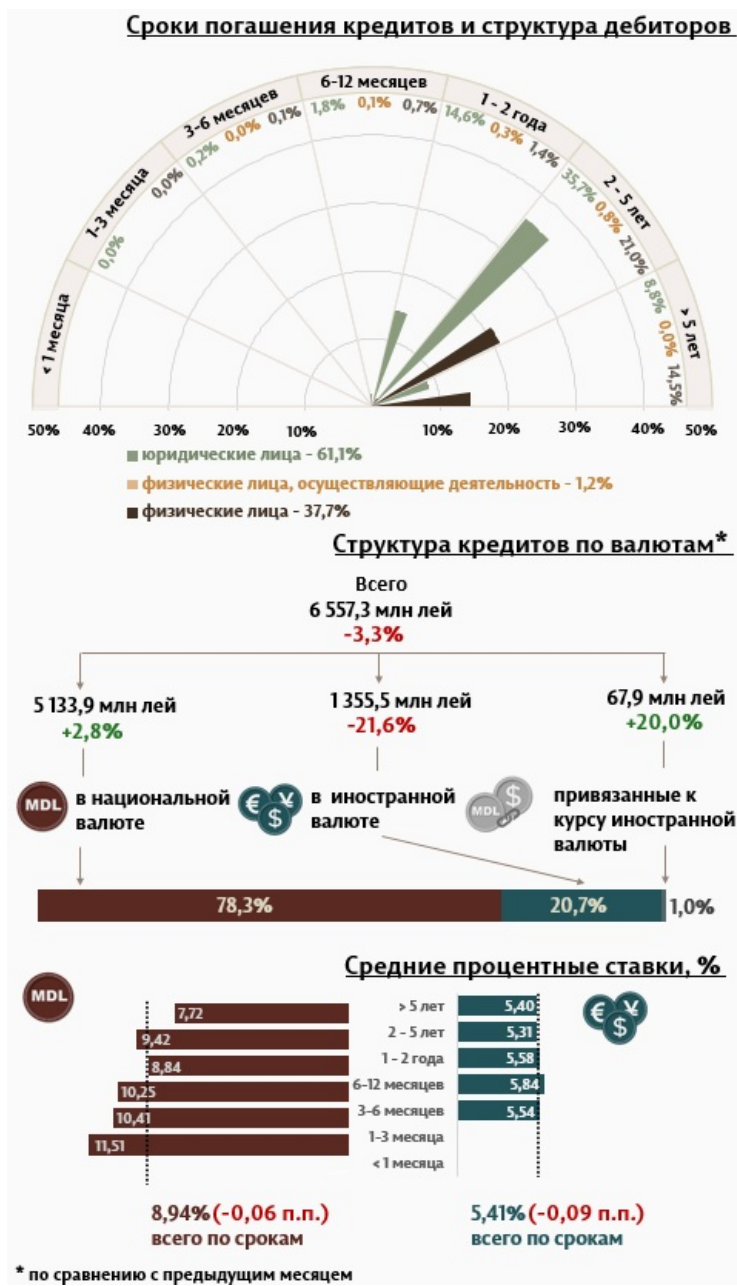 Сроки погашения кредитов и структура дебиторов
< 1 месяца
1-3 месяца
3-6 месяцев
6-12 месяцев
1 - 2 года
2 - 5 лет
> 5 лет
0,0%
0,0%
0,2%
0,0%
0,1%
1,8%
0,1%
0,7%
14,6%
0,3%
1,4%
35,7%
0,8%
21,0%
8,8%
0,0%
14,5%
50% 40% 30% 20% 10% 10% 20% 30% 40% 50%
юридические лица - 61,1%
физические лица, осуществляющие деятельность - 1,2%
физические лица - 37,7%
Структура кредитов по валютам*
Всего
6 557,3 млн лей
-3,3%
5 133,9 млн лей 1 355,5 млн лей 67,9 млн лей
+2,8% -21,6% +20,0%
MDL в национальной валюте
€ ¥ $ в иностранной валюте
MDL $ привязанные к курсу иностранной валюты
78,3% 20,7% 1,0%
Средние процентные ставки, %
MDL
€ ¥ $
7,72 > 5 лет 5,40
9,42 2 - 5 лет 5,31
8,84 1 - 2 года 5,58
10,25 6-12 месяцев 5,84
10,41 3-6 месяцев 5,54
11,51 1-3 месяца
< 1 месяца
8,94% (-0,06 п.п.) 5,41% (-0,09 п.п.)
всего по срокам всего по срокам
* по сравнению с предыдущим месяцем